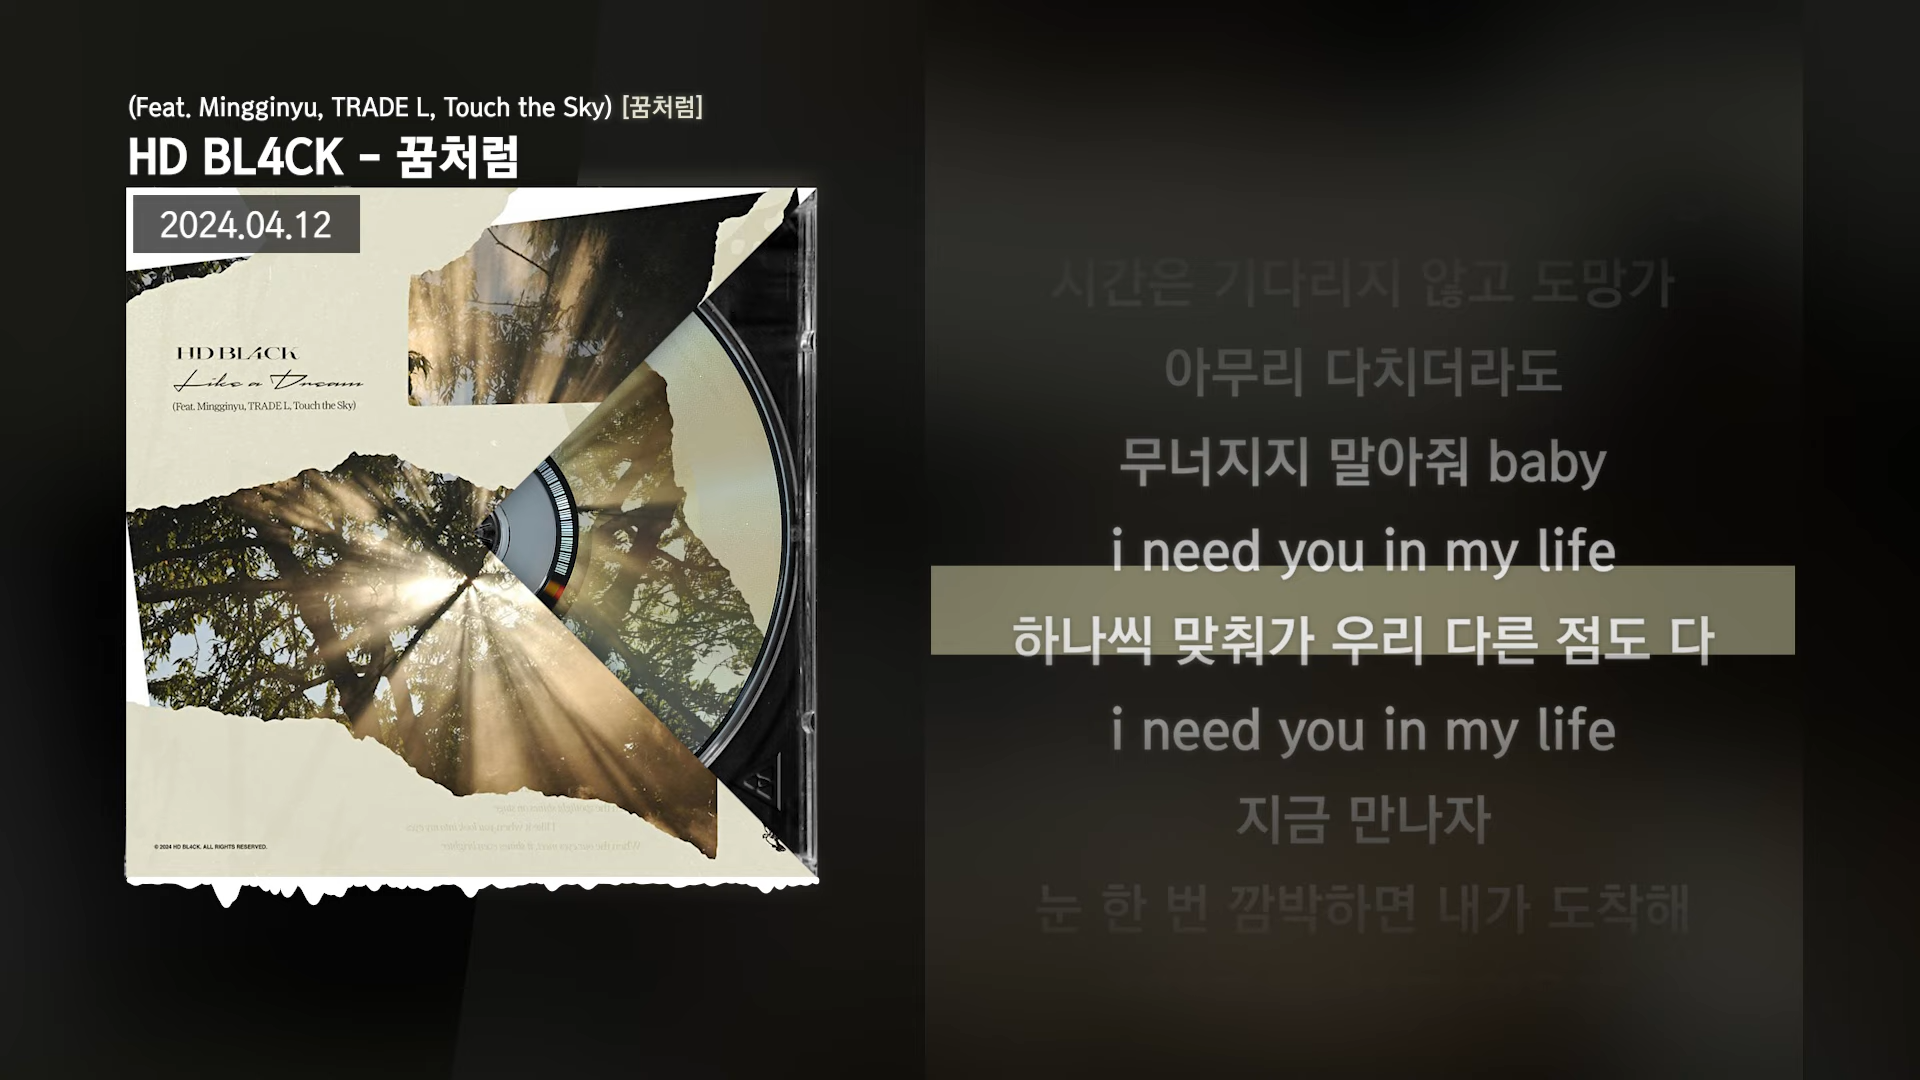 (Feat. Mingginyu, TRADE L, Touch the Sky) [꿈처럼]
HD BL4CK - 꿈처럼
2024.04.12
HD BL4CK
Like a Dream
(Feat. Mingginyu, TRADE L, Touch the Sky)
© 2024 HD BL4CK. ALL RIGHTS RESERVED.
시간은 기다리지 않고 도망가
아무리 다치더라도
무너지지 말아줘 baby
i need you in my life
하나씩 맞춰가 우리 다른 점도 다
i need you in my life
지금 만나자
눈 한 번 깜박하면 내가 도착해